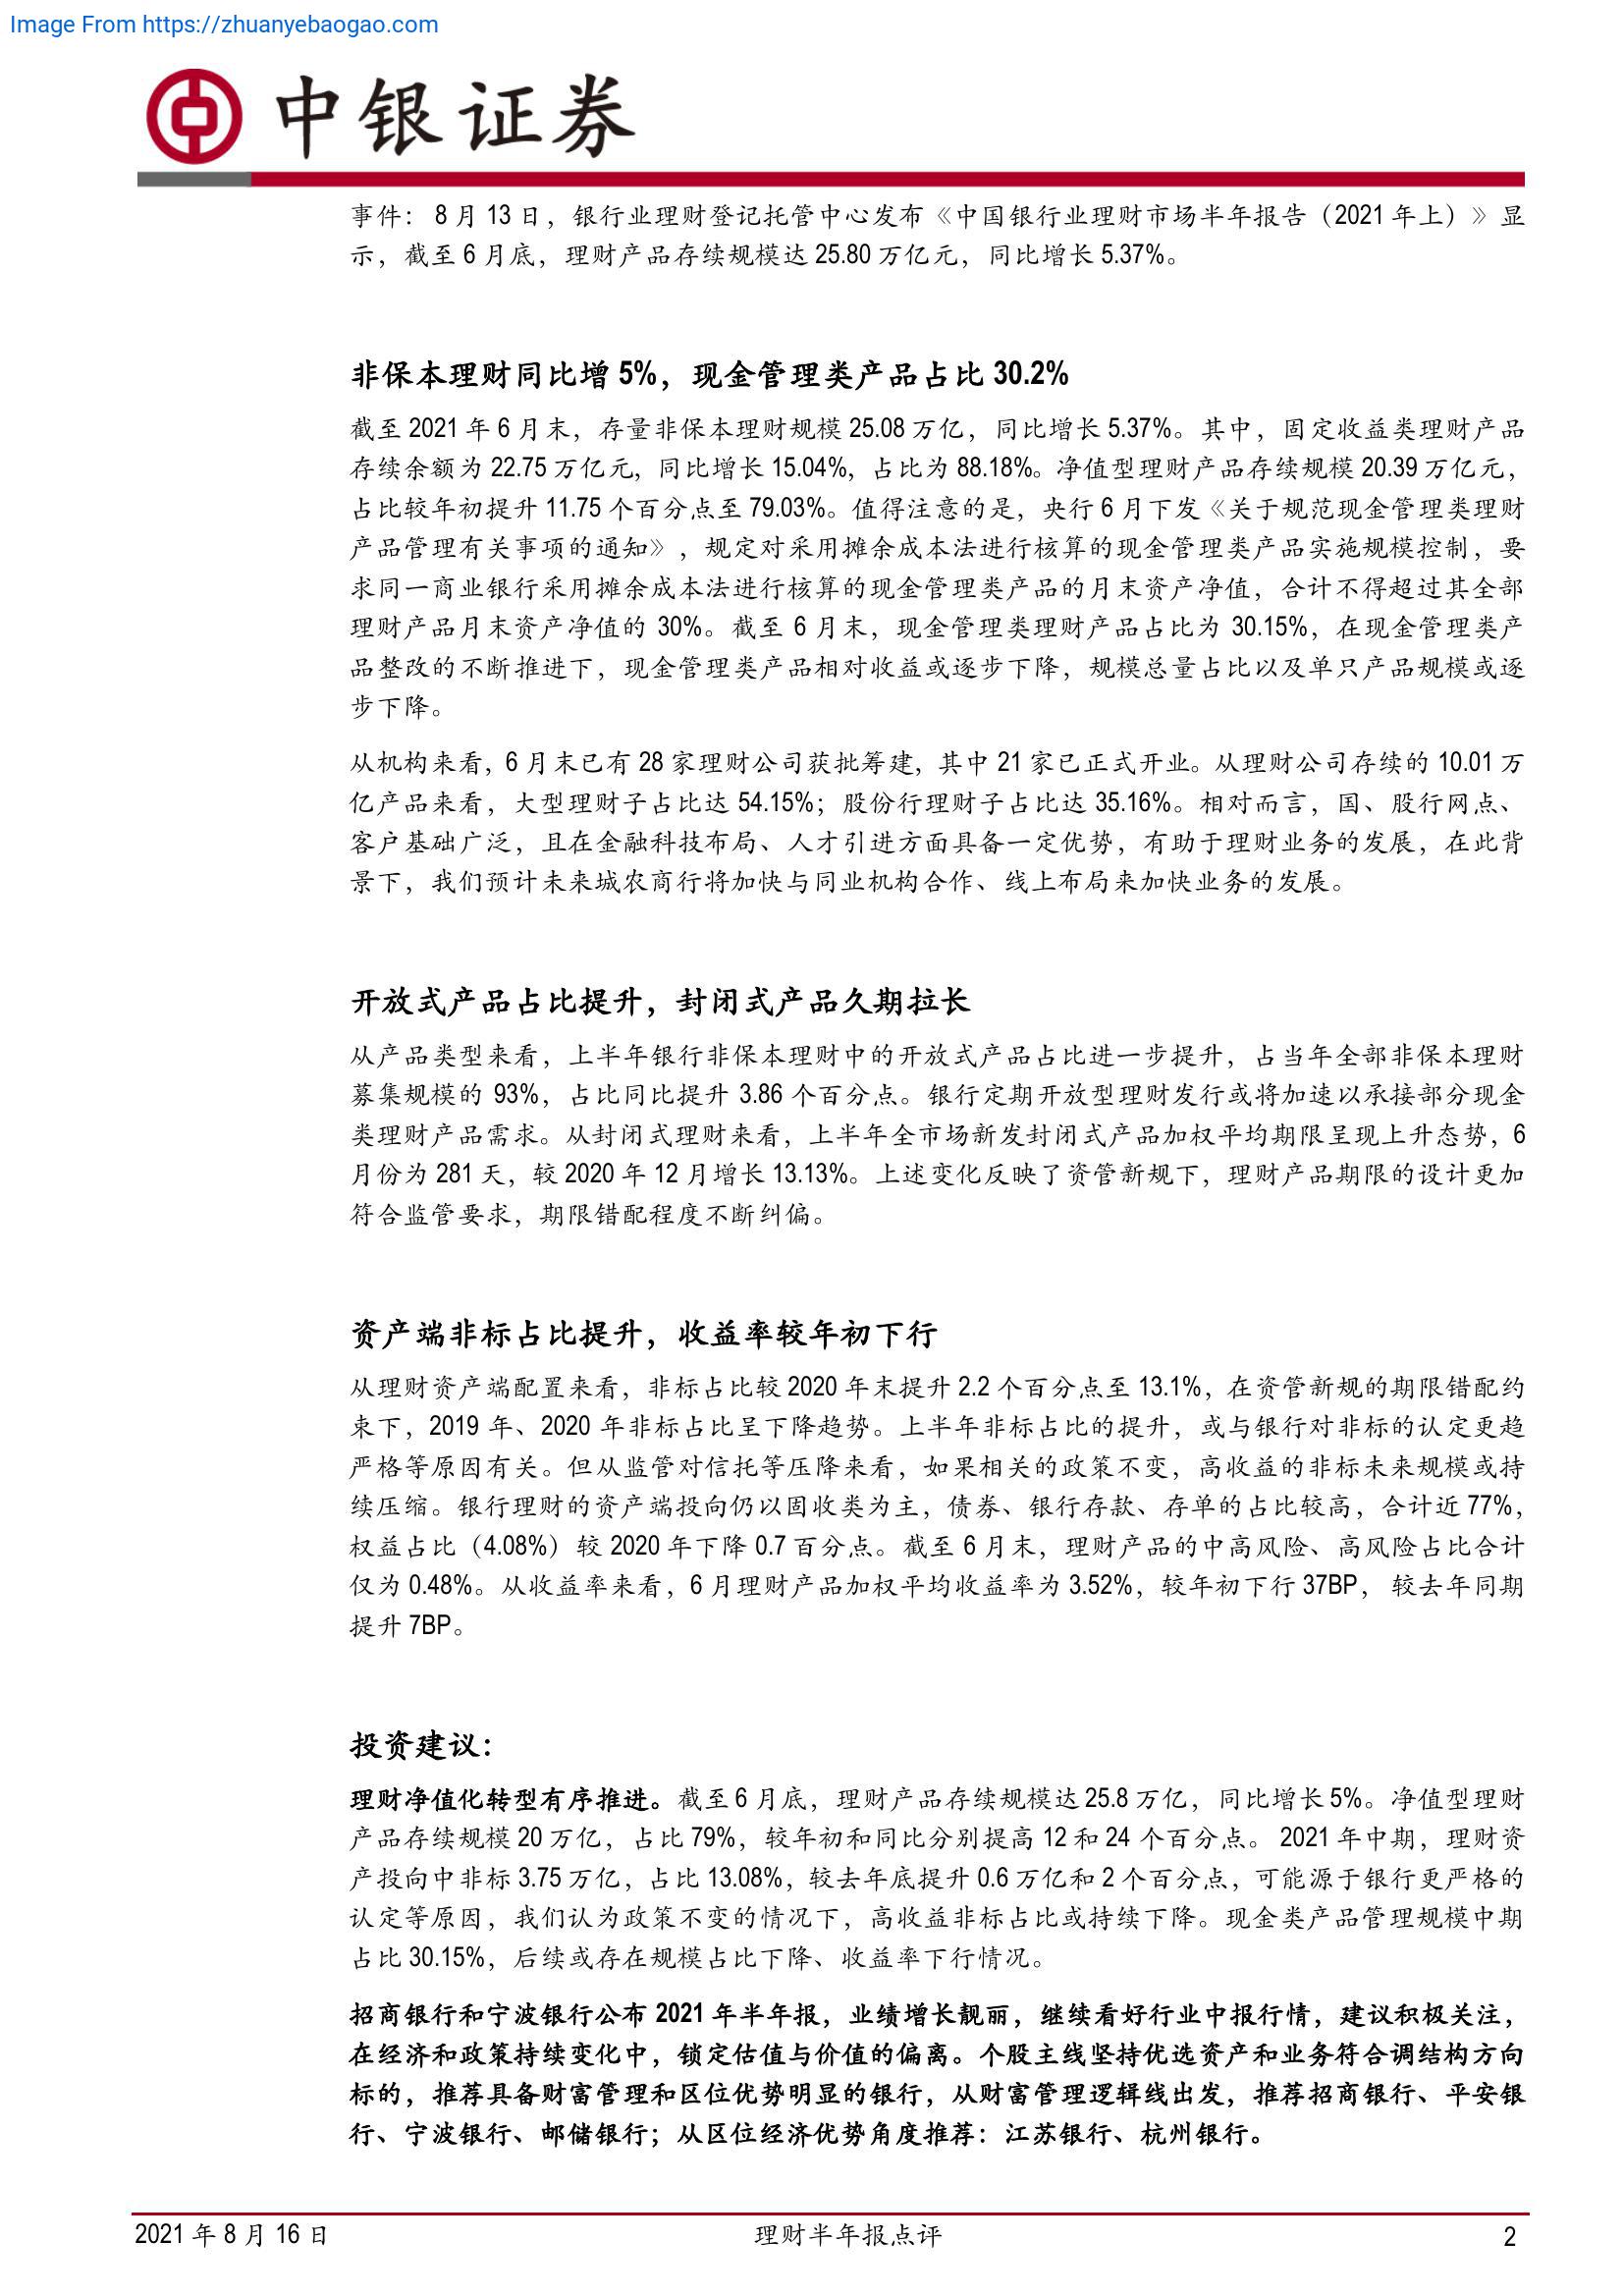 Image From https://zhuanyebaogao.com
中银证券
事件： 8 月 13 日，银行业理财登记托管中心发布《中国银行业理财市场半年报告（2021 年上）》显
示，截至 6 月底，理财产品存续规模达 25.80 万亿元，同比增长 5.37%。
非保本理财同比增 5%，现金管理类产品占比 30.2%
截至 2021 年 6 月末，存量非保本理财规模 25.08 万亿，同比增长 5.37%。其中，固定收益类理财产品
存续余额为 22.75 万亿元，同比增长 15.04%，占比为 88.18%。净值型理财产品存续规模 20.39 万亿元，
占比较年初提升 11.75 个百分点至 79.03%。值得注意的是，央行 6 月下发《关于规范现金管理类理财
产品管理有关事项的通知》，规定对采用摊余成本法进行核算的现金管理类产品实施规模控制，要
求同一商业银行采用摊余成本法进行核算的现金管理类产品的月末资产净值，合计不得超过其全部
理财产品月末资产净值的 30%。截至 6 月末，现金管理类理财产品占比为 30.15%，在现金管理类产
品整改的不断推进下，现金管理类产品相对收益或逐步下降，规模总量占比以及单只产品规模或逐
步下降。
从机构来看，6 月末已有 28 家理财公司获批筹建，其中 21 家已正式开业。从理财公司存续的 10.01 万
亿产品来看，大型理财子占比达 54.15%；股份行理财子占比达 35.16%。相对而言，国、股行网点、
客户基础广泛，且在金融科技布局、人才引进方面具备一定优势，有助于理财业务的发展，在此背
景下，我们预计未来城农商行将加快与同业机构合作、线上布局来加快业务的发展。
开放式产品占比提升，封闭式产品久期拉长
从产品类型来看，上半年银行非保本理财中的开放式产品占比进一步提升，占当年全部非保本理财
募集规模的 93%，占比同比提升 3.86 个百分点。银行定期开放型理财发行或将加速以承接部分现金
类理财产品需求。从封闭式理财来看，上半年全市场新发封闭式产品加权平均期限呈现上升态势，6
月份为 281 天，较 2020 年 12 月增长 13.13%。上述变化反映了资管新规下，理财产品期限的设计更加
符合监管要求，期限错配程度不断纠偏。
资产端非标占比提升，收益率较年初下行
从理财资产端配置来看，非标占比较 2020 年末提升 2.2 个百分点至 13.1%，在资管新规的期限错配约
束下，2019 年、2020 年非标占比呈下降趋势。上半年非标占比的提升，或与银行对非标的认定更趋
严格等原因有关。但从监管对信托等压降来看，如果相关的政策不变，高收益的非标未来规模或持
续压缩。银行理财的资产端投向仍以固收类为主，债券、银行存款、存单的占比较高，合计近 77%，
权益占比（4.08%）较 2020 年下降 0.7 百分点。截至 6 月末，理财产品的中高风险、高风险占比合计
仅为 0.48%。从收益率来看，6 月理财产品加权平均收益率为 3.52%，较年初下行 37BP， 较去年同期
提升 7BP。
投资建议：
理财净值化转型有序推进。截至 6 月底，理财产品存续规模达 25.8 万亿，同比增长 5%。净值型理财
产品存续规模 20 万亿，占比 79%，较年初和同比分别提高 12 和 24 个百分点。 2021 年中期，理财资
产投向中非标 3.75 万亿，占比 13.08%，较去年底提升 0.6 万亿和 2 个百分点，可能源于银行更严格的
认定等原因，我们认为政策不变的情况下，高收益非标占比或持续下降。现金类产品管理规模中期
占比 30.15%，后续或存在规模占比下降、收益率下行情况。
招商银行和宁波银行公布 2021 年半年报，业绩增长靓丽，继续看好行业中报行情，建议积极关注，
在经济和政策持续变化中，锁定估值与价值的偏离。个股主线坚持优选资产和业务符合调结构方向
标的，推荐具备财富管理和区位优势明显的银行，从财富管理逻辑线出发，推荐招商银行、平安银
行、宁波银行、邮储银行；从区位经济优势角度推荐：江苏银行、杭州银行。
2021 年 8 月 16 日 理财半年报点评 2